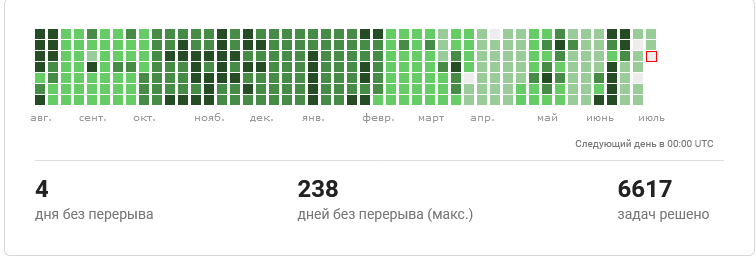 авг. сент. окт. нояб. дек. янв. февр. март апр. май июнь июль
Следующий день в 00:00 UTC
4 238 6617
дня без перерыва дней без перерыва (макс.) задач решено